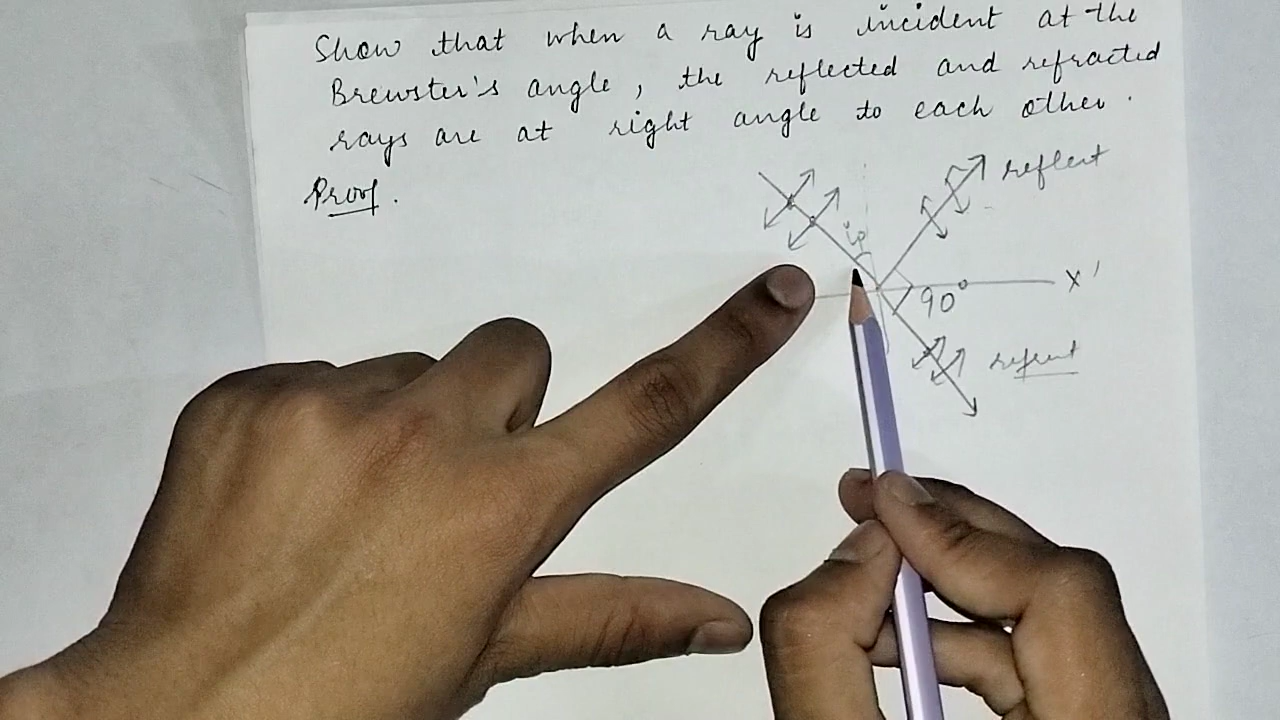 Show that when a ray is incident at the
Brewster's angle, the reflected and refracted
rays are at right angle to each other.
Proof.
reflect
ip
X'
90°